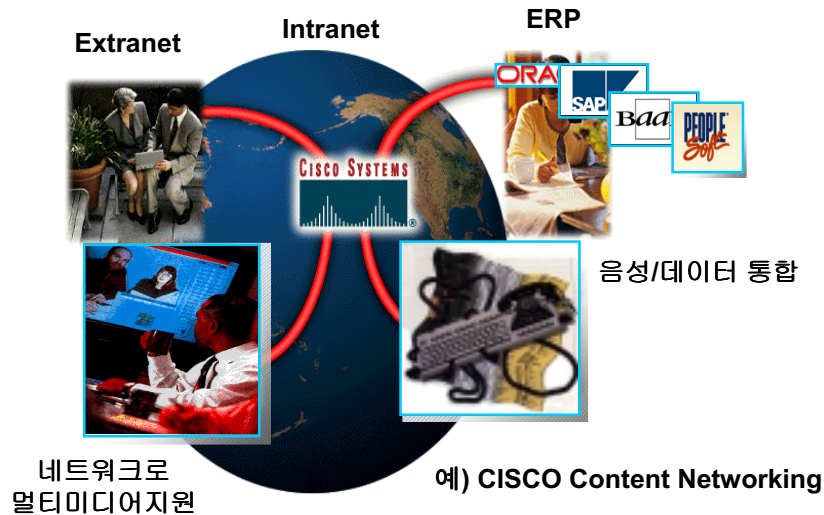 Extranet
Intranet
ERP
ORA
SAP
Baa
PEOPLE
Soft
CISCO SYSTEMS
®
음성/데이터 통합
네트워크로
멀티미디어지원
예) CISCO Content Networking